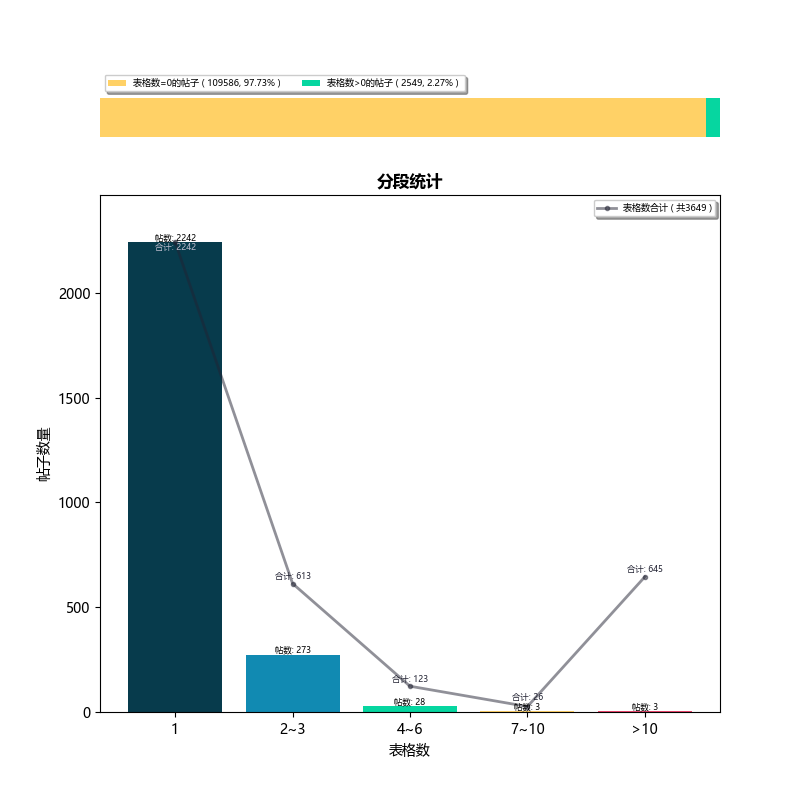 表格数=0的帖子 ( 109586, 97.73% ) 表格数>0的帖子 ( 2549, 2.27% )
分段统计
表格数合计 ( 共3649 )
帖数: 2242
合计: 2242
2000
1500
帖子数量
1000
合计: 613
合计: 645
500
帖数: 273
合计: 123
帖数: 28
合计: 26
帖数: 3
帖数: 3
0
1 2~3 4~6 7~10 >10
表格数